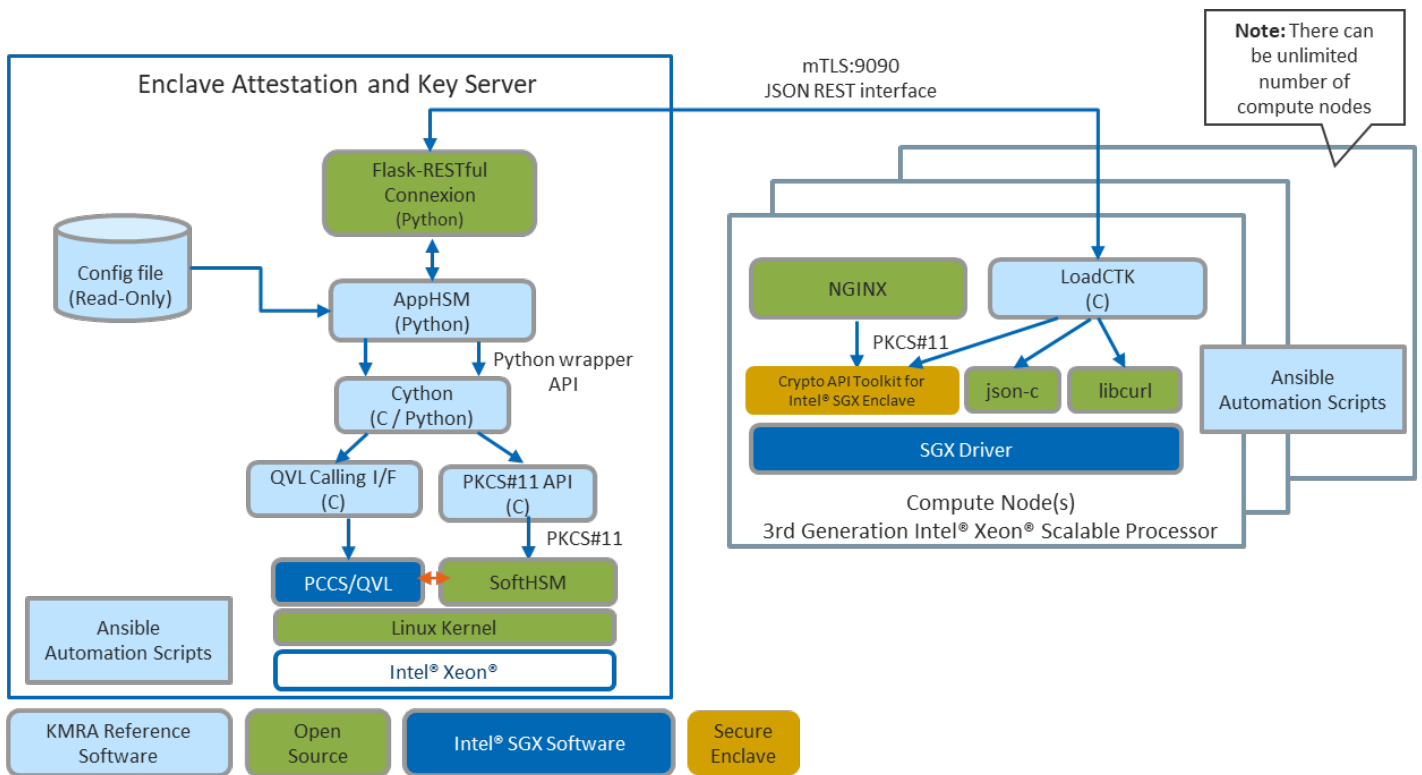 Note: There can
be unlimited
number of
compute nodes
mTLS:9090
JSON REST interface
Enclave Attestation and Key Server
Flask-RESTful
Connexion
(Python)
Config file
(Read-Only)
AppHSM
(Python)
Python wrapper
API
Cython
(C / Python)
QVL Calling I/F
(C)
PKCS#11 API
(C)
PKCS#11
PCCS/QVL
SoftHSM
Linux Kernel
Intel® Xeon®
Ansible
Automation Scripts
NGINX
LoadCTK
(C)
PKCS#11
Crypto API Toolkit for
Intel® SGX Enclave
json-c
libcurl
SGX Driver
Compute Node(s)
3rd Generation Intel® Xeon® Scalable Processor
Ansible
Automation Scripts
KMRA Reference
Software
Open
Source
Intel® SGX Software
Secure
Enclave